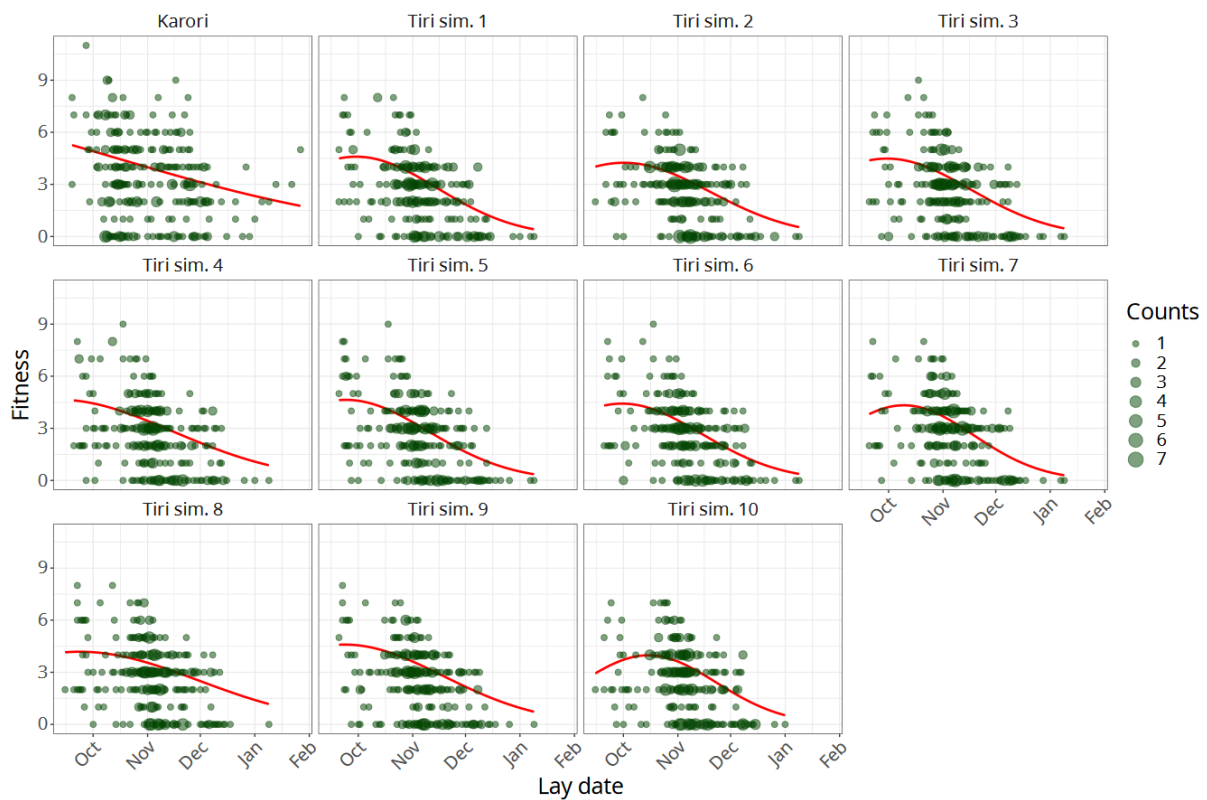 Karori Tiri sim. 1 Tiri sim. 2 Tiri sim. 3
9
6
3
0
Tiri sim. 4 Tiri sim. 5 Tiri sim. 6 Tiri sim. 7
9
6
3
0
Oct Nov Dec Jan Feb
Tiri sim. 8 Tiri sim. 9 Tiri sim. 10
9
6
3
0
Oct Nov Dec Jan Feb Oct Nov Dec Jan Feb Oct Nov Dec Jan Feb
Fitness
Lay date
Counts
1
2
3
4
5
6
7